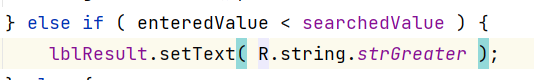 } else if ( enteredValue < searchedValue ) {
lblResult.setText( R.string.strGreater );